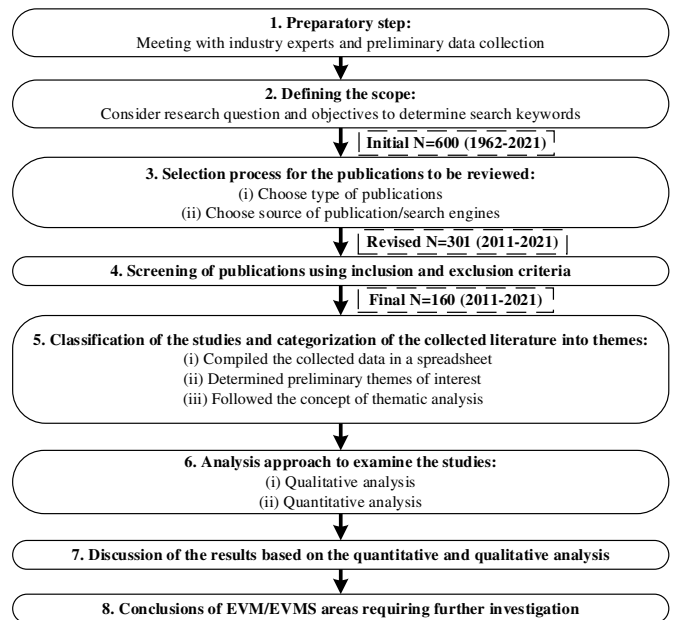 1. Preparatory step:
Meeting with industry experts and preliminary data collection
2. Defining the scope:
Consider research question and objectives to determine search keywords
Initial N=600 (1962-2021)
3. Selection process for the publications to be reviewed:
(i) Choose type of publications
(ii) Choose source of publication/search engines
Revised N=301 (2011-2021)
4. Screening of publications using inclusion and exclusion criteria
Final N=160 (2011-2021)
5. Classification of the studies and categorization of the collected literature into themes:
(i) Compiled the collected data in a spreadsheet
(ii) Determined preliminary themes of interest
(iii) Followed the concept of thematic analysis
6. Analysis approach to examine the studies:
(i) Qualitative analysis
(ii) Quantitative analysis
7. Discussion of the results based on the quantitative and qualitative analysis
8. Conclusions of EVM/EVMS areas requiring further investigation